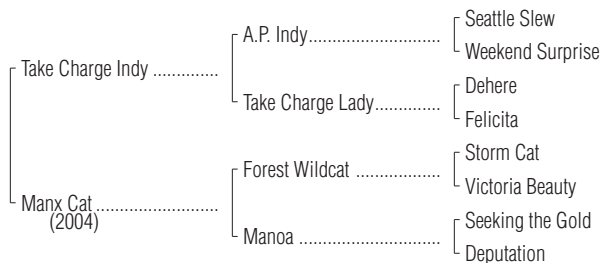 Seattle Slew
A.P. Indy..............................
Weekend Surprise
Take Charge Indy ..............
Dehere
Take Charge Lady..............
Felicita
Storm Cat
Forest Wildcat ..................
Victoria Beauty
Manx Cat ..........................
(2004)
Seeking the Gold
Manoa ..............................
Deputation